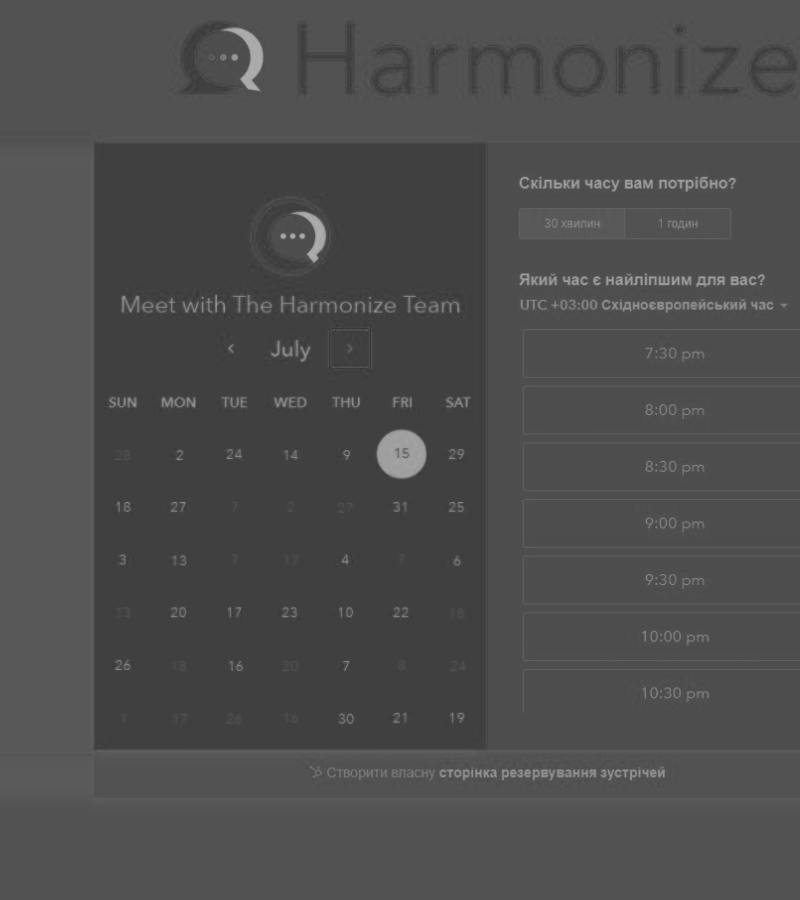 Harmonize
Meet with The Harmonize Team
July
SUN MON TUE WED THU FRI SAT
28 2 24 14 9 15 29
18 27 7 2 27 31 25
3 13 7 17 4 7 6
13 20 17 23 10 22 18
26 18 16 20 7 8 24
1 17 26 16 30 21 19
Скільки часу вам потрібно?
30 хвилин 1 годин
Який час є найліпшим для вас?
UTC +03:00 Східноєвропейський час
7:30 pm
8:00 pm
8:30 pm
9:00 pm
9:30 pm
10:00 pm
10:30 pm
Створити власну сторінка резервування зустрічей